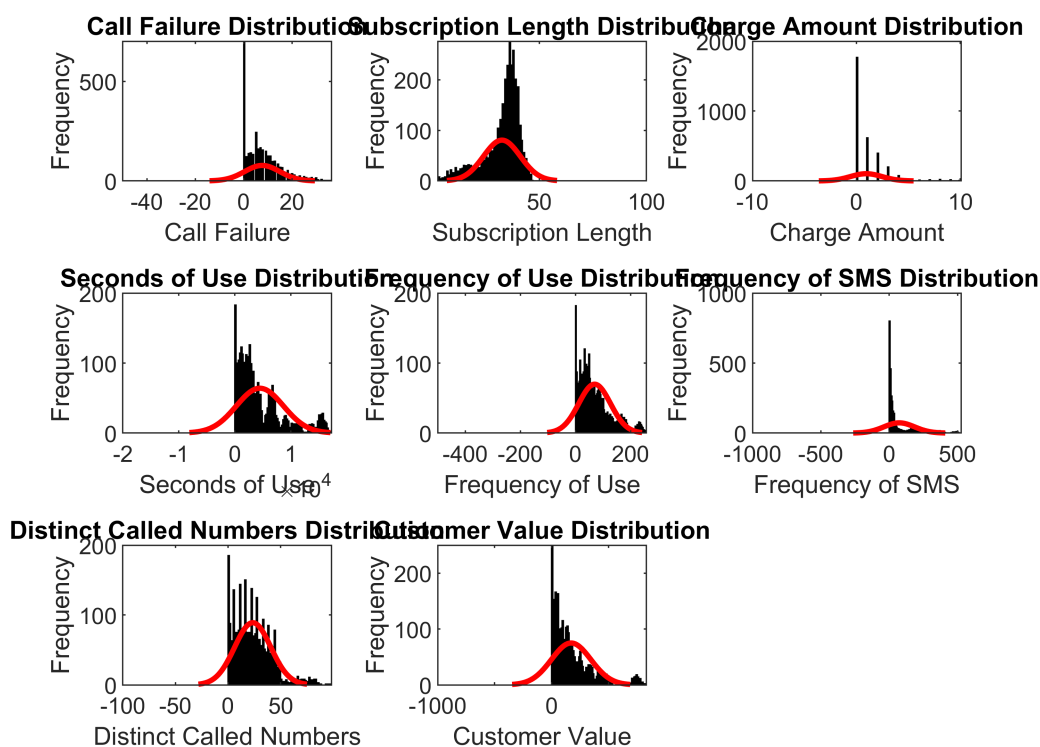 Call Failure Distribution
Frequency
500
0
-40 -20 0 20
Call Failure
Subscription Length Distribution
Frequency
200
100
0
50 100
Subscription Length
Charge Amount Distribution
Frequency
2000
1000
0
-10 0 10
Charge Amount
Seconds of Use Distribution
Frequency
200
100
0
-2 -1 0 1
×10^4
Seconds of Use
Frequency of Use Distribution
Frequency
200
100
0
-400 -200 0 200
Frequency of Use
Frequency of SMS Distribution
Frequency
1000
500
0
-1000 -500 0 500
Frequency of SMS
Distinct Called Numbers Distribution
Frequency
200
100
0
-100 -50 0 50
Distinct Called Numbers
Customer Value Distribution
Frequency
200
100
0
-1000 0
Customer Value